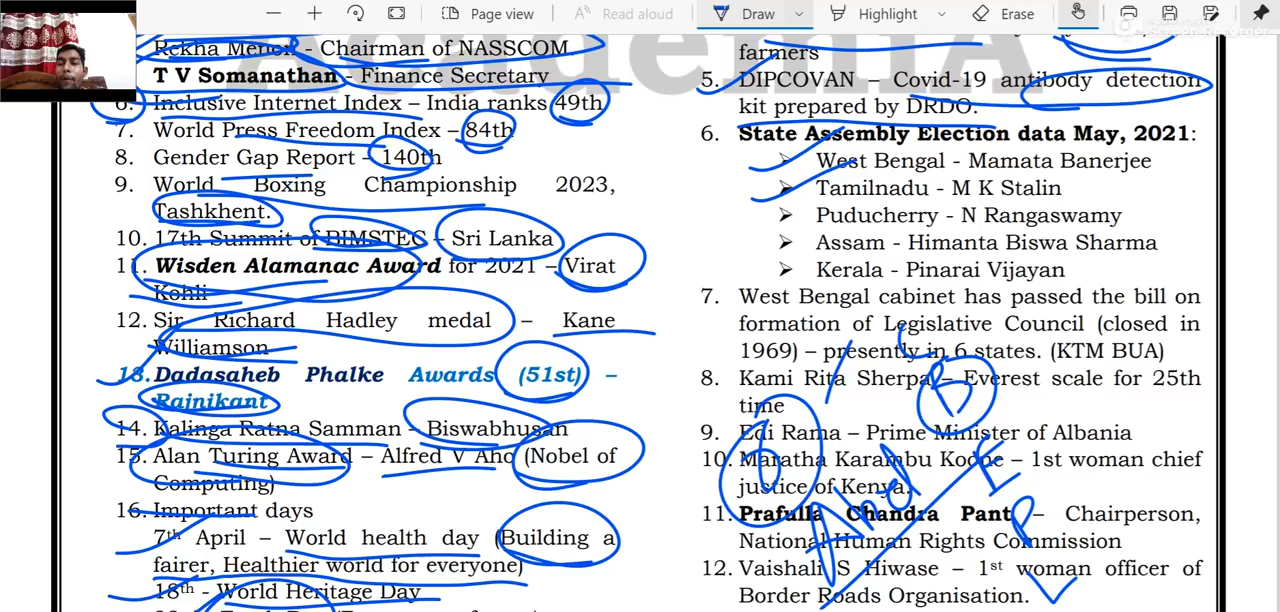 Page view
Read aloud
Draw
Highlight
Erase
Screencast-O-Matic
Rekha Menon - Chairman of NASSCOM.
T V Somanathan - Finance Secretary
6. Inclusive Internet Index – India ranks 49th
7. World Press Freedom Index – 84th
8. Gender Gap Report - 140th
9. World Boxing Championship 2023,
Tashkhent.
10. 17th Summit of BIMSTEC – Sri Lanka
11. Wisden Alamanac Award for 2021 – Virat
Kohli
12. Sir Richard Hadley medal – Kane
Williamson
13. Dadasaheb Phalke Awards (51st) –
Rajnikant
14. Kalinga Ratna Samman - Biswabhusan
15. Alan Turing Award – Alfred V Aho (Nobel of
Computing)
16. Important days
7th April – World health day (Building a
fairer, Healthier world for everyone)
18th - World Heritage Day
farmers
5. DIPCOVAN – Covid-19 antibody detection
kit prepared by DRDO.
6. State Assembly Election data May, 2021:
➢ West Bengal - Mamata Banerjee
➢ Tamilnadu - M K Stalin
➢ Puducherry - N Rangaswamy
➢ Assam - Himanta Biswa Sharma
➢ Kerala - Pinarai Vijayan
7. West Bengal cabinet has passed the bill on
formation of Legislative Council (closed in
1969) – presently in 6 states. (KTM BUA)
8. Kami Rita Sherpa – Everest scale for 25th
time
9. Edi Rama – Prime Minister of Albania
10. Maratha Karambu Koome – 1st woman chief
justice of Kenya.
11. Prafulla Chandra Pant – Chairperson,
National Human Rights Commission
12. Vaishali S Hiwase – 1st woman officer of
Border Roads Organisation.